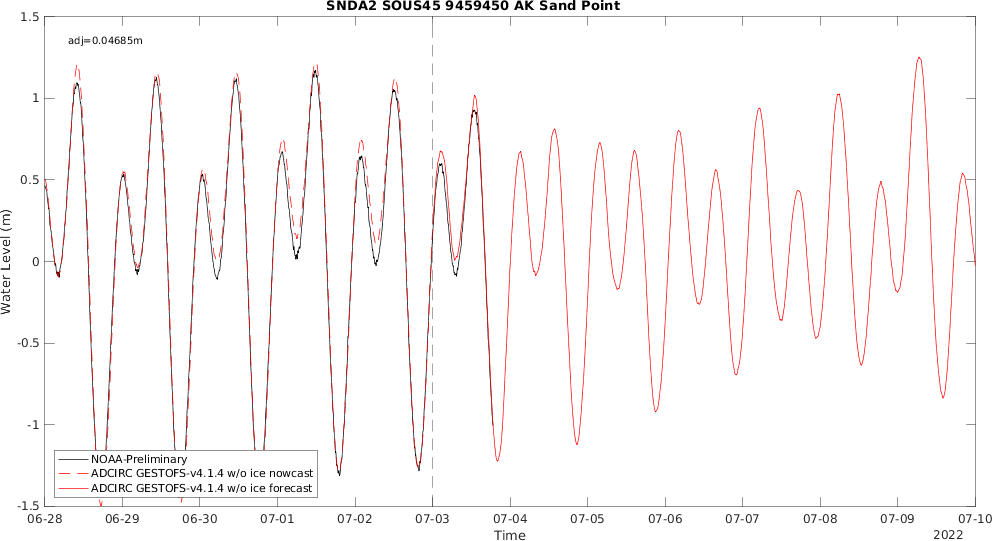 SNDA2 SOUS45 9459450 AK Sand Point
adj=0.04685m
1.5
1
0.5
0
-0.5
-1
-1.5
Water Level (m)
NOAA-Preliminary
ADCIRC GESTOFS-v4.1.4 w/o ice nowcast
ADCIRC GESTOFS-v4.1.4 w/o ice forecast
06-28 06-29 06-30 07-01 07-02 07-03 07-04 07-05 07-06 07-07 07-08 07-09 07-10
Time
2022